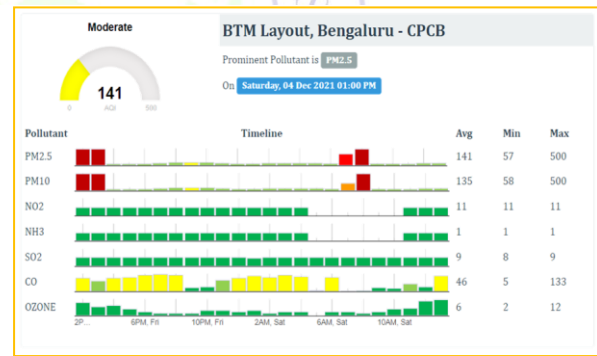 Moderate
BTM Layout, Bengaluru - CPCB
Prominent Pollutant is PM2.5
On Saturday, 04 Dec 2021 01:00 PM
141
0 AQI 500
Pollutant Timeline Avg Min Max
PM2.5 141 57 500
PM10 135 58 500
NO2 11 11 11
NH3 1 1 1
SO2 9 8 9
CO 46 5 133
OZONE 6 2 12
2P... 6PM, Fri 10PM, Fri 2AM, Sat 6AM, Sat 10AM, Sat